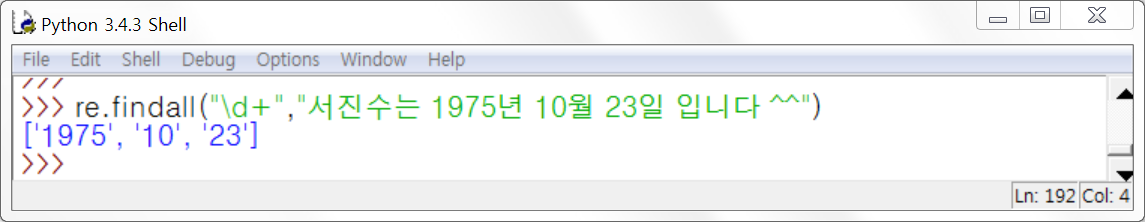 Python 3.4.3 Shell
File Edit Shell Debug Options Window Help
>>> re.findall("\d+","서진수는 1975년 10월 23일 입니다 ^^")
['1975', '10', '23']
>>>
Ln: 192 Col: 4